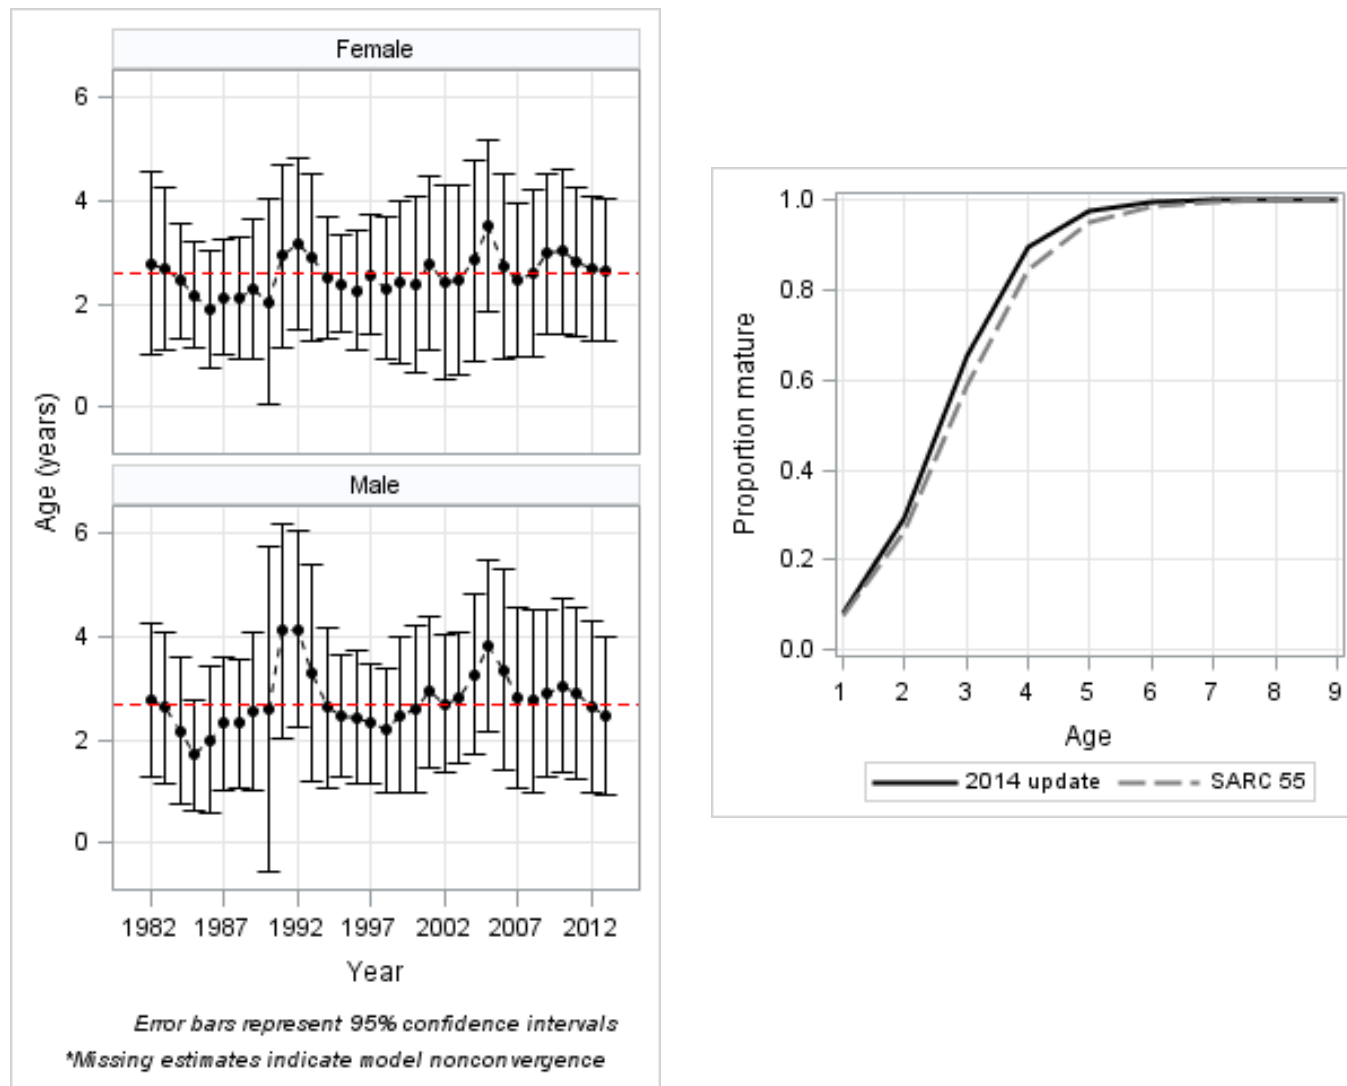 Female
6
4
2
0
Age (years)
Male
6
4
2
0
1982 1987 1992 1997 2002 2007 2012
Year
Error bars represent 95% confidence intervals
*Missing estimates indicate model nonconvergence
1.0
0.8
0.6
0.4
0.2
0.0
Proportion mature
1 2 3 4 5 6 7 8 9
Age
2014 update SARC 55